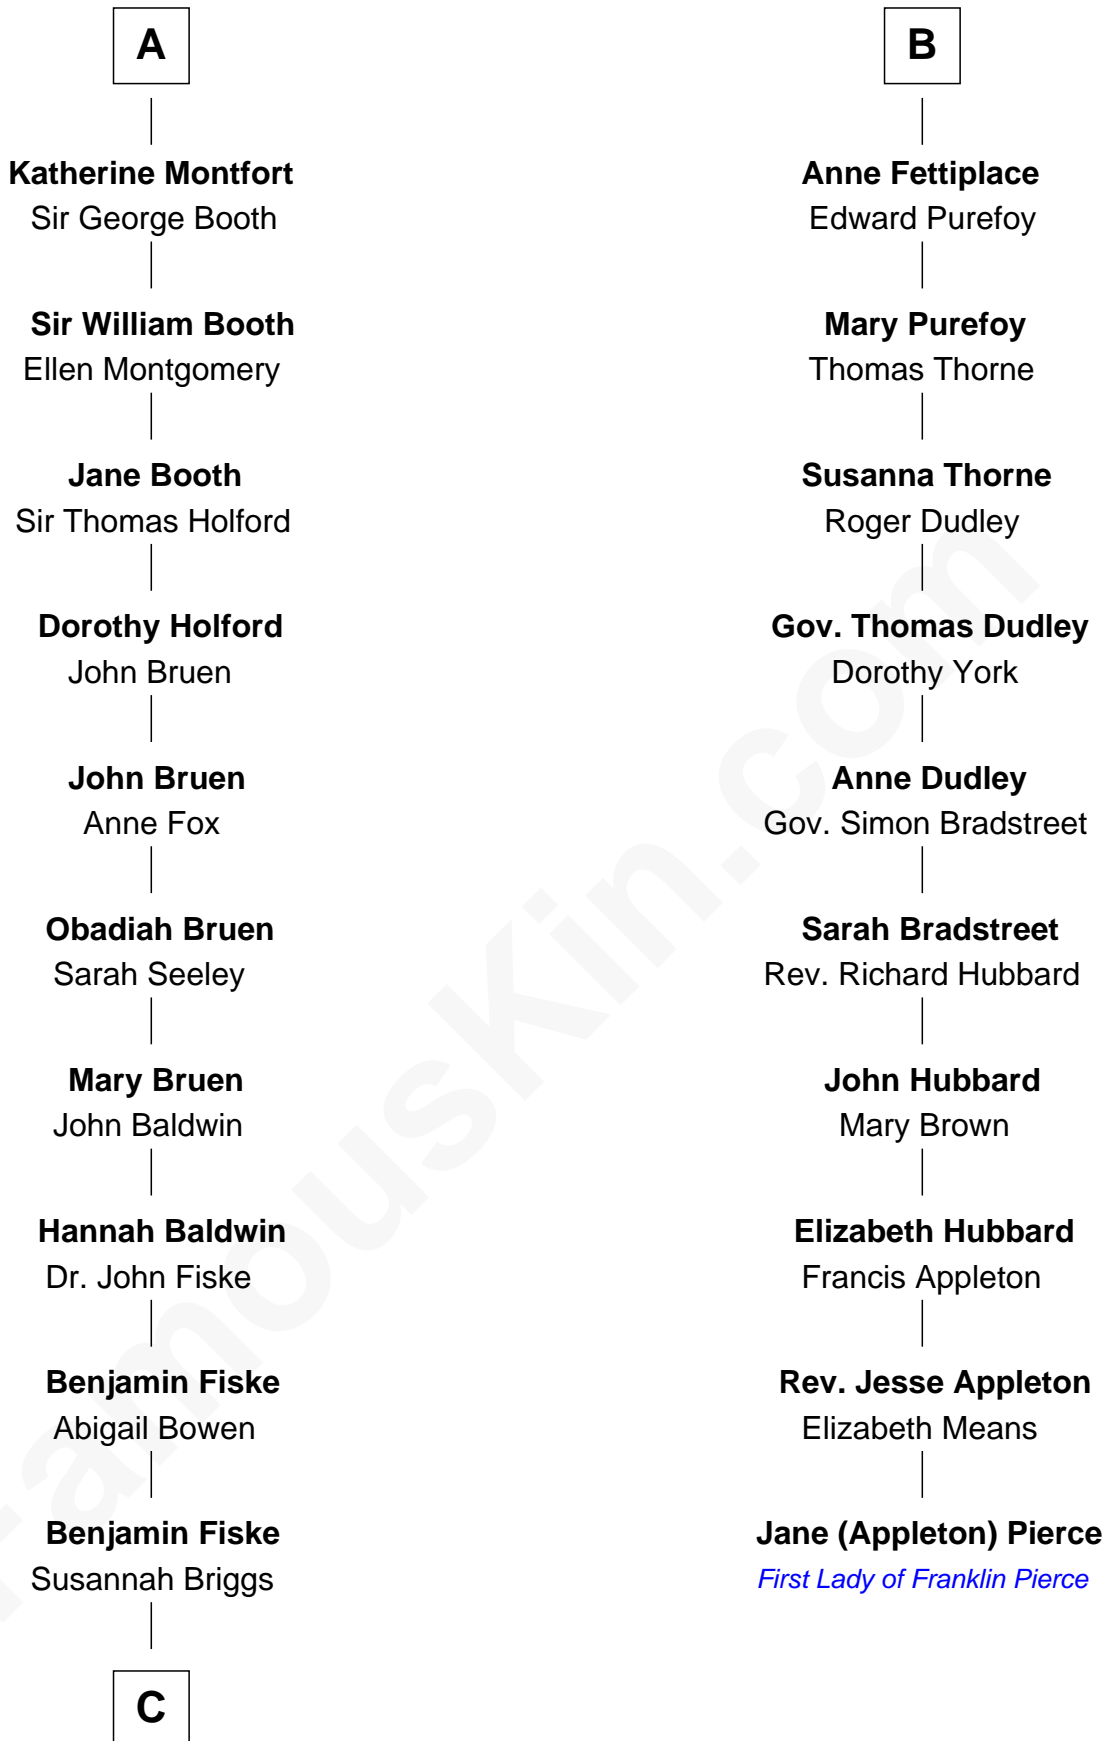 A
Katherine Montfort
Sir George Booth
Sir William Booth
Ellen Montgomery
Jane Booth
Sir Thomas Holford
Dorothy Holford
John Bruen
John Bruen
Anne Fox
Obadiah Bruen
Sarah Seeley
Mary Bruen
John Baldwin
Hannah Baldwin
Dr. John Fiske
Benjamin Fiske
Abigail Bowen
Benjamin Fiske
Susannah Briggs
C
B
Anne Fettiplace
Edward Purefoy
Mary Purefoy
Thomas Thorne
Susanna Thorne
Roger Dudley
Gov. Thomas Dudley
Dorothy York
Anne Dudley
Gov. Simon Bradstreet
Sarah Bradstreet
Rev. Richard Hubbard
John Hubbard
Mary Brown
Elizabeth Hubbard
Francis Appleton
Rev. Jesse Appleton
Elizabeth Means
Jane (Appleton) Pierce
First Lady of Franklin Pierce
FamousKin.com